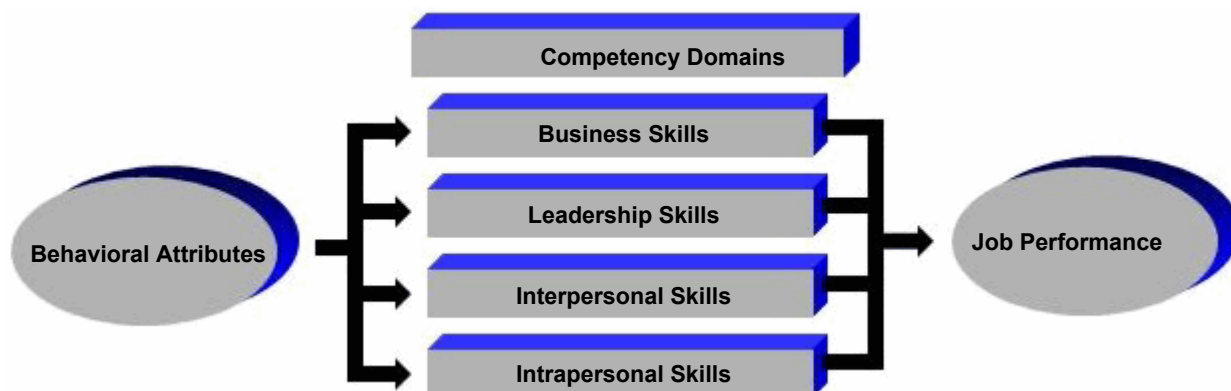 Competency Domains
Business Skills
Leadership Skills
Behavioral Attributes
Job Performance
Interpersonal Skills
Intrapersonal Skills